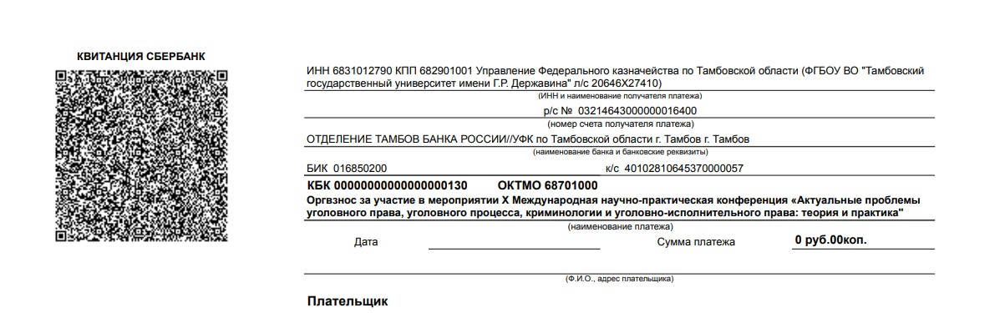 КВИТАНЦИЯ СБЕРБАНК
ИНН 6831012790 КПП 682901001 Управление Федерального казначейства по Тамбовской области (ФГБОУ ВО "Тамбовский
государственный университет имени Г.Р. Державина" л/с 20646Х27410)
(ИНН и наименование получателя платежа)
р/с № 03214643000000016400
(номер счета получателя платежа)
ОТДЕЛЕНИЕ ТАМБОВ БАНКА РОССИИ//УФК по Тамбовской области г. Тамбов г. Тамбов
(наименование банка и банковские реквизиты)
БИК 016850200 к/с 40102810645370000057
КБК 00000000000000000130 ОКТМО 68701000
Оргвзнос за участие в мероприятии X Международная научно-практическая конференция «Актуальные проблемы
уголовного права, уголовного процесса, криминологии и уголовно-исполнительного права: теория и практика"
(наименование платежа)
Дата Сумма платежа 0 руб.00коп.
(Ф.И.О., адрес плательщика)
Плательщик